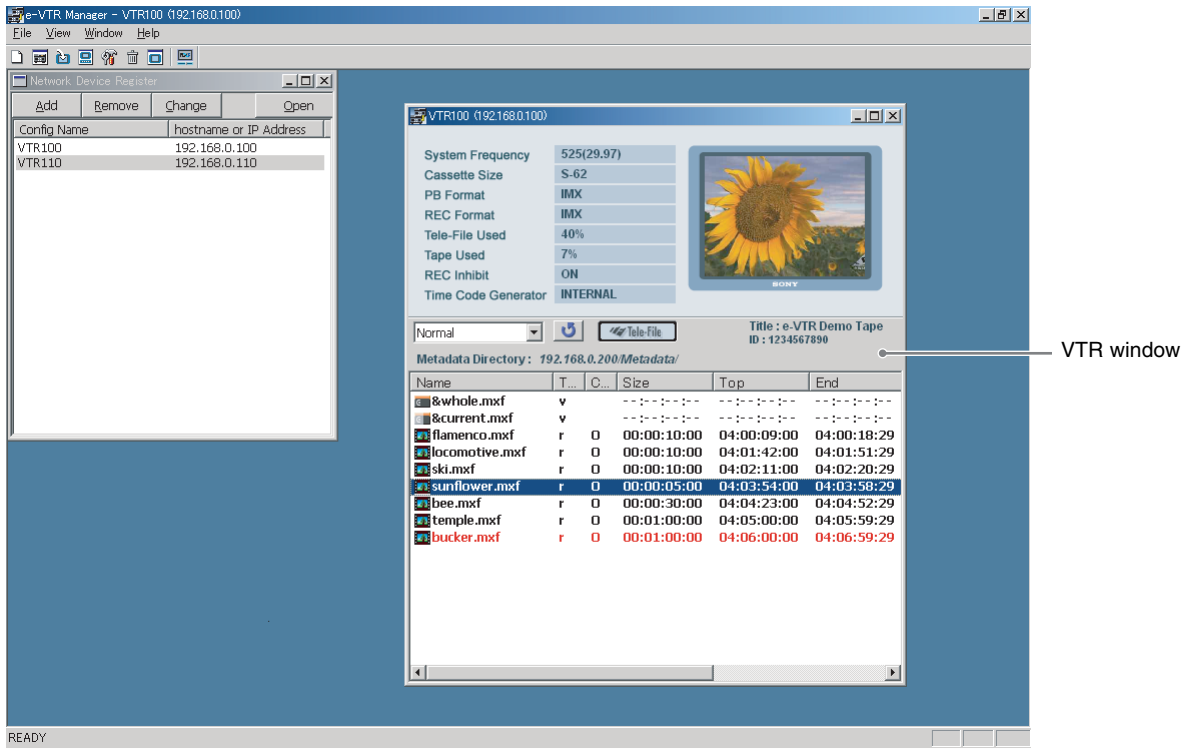 e-VTR Manager - VTR100 (192.168.0.100)
File View Window Help
Network Device Register
Add Remove Change Open
Config Name hostname or IP Address
VTR100 192.168.0.100
VTR110 192.168.0.110
VTR100 (192.168.0.100)
System Frequency 525(29.97)
Cassette Size S-62
PB Format IMX
REC Format IMX
Tele-File Used 40%
Tape Used 7%
REC Inhibit ON
Time Code Generator INTERNAL
SONY
Normal Tele-File
Title : e-VTR Demo Tape
ID : 1234567890
Metadata Directory : 192.168.0.200/Metadata/
VTR window
Name T... C... Size Top End
&whole.mxf v --:--:--:-- --:--:--:-- --:--:--:--
&current.mxf v --:--:--:-- --:--:--:-- --:--:--:--
flamenco.mxf r O 00:00:10:00 04:00:09:00 04:00:18:29
locomotive.mxf r O 00:00:10:00 04:01:42:00 04:01:51:29
ski.mxf r O 00:00:10:00 04:02:11:00 04:02:20:29
sunflower.mxf r O 00:00:05:00 04:03:54:00 04:03:58:29
bee.mxf r O 00:00:30:00 04:04:23:00 04:04:52:29
temple.mxf r O 00:01:00:00 04:05:00:00 04:05:59:29
bucker.mxf r O 00:01:00:00 04:06:00:00 04:06:59:29
READY